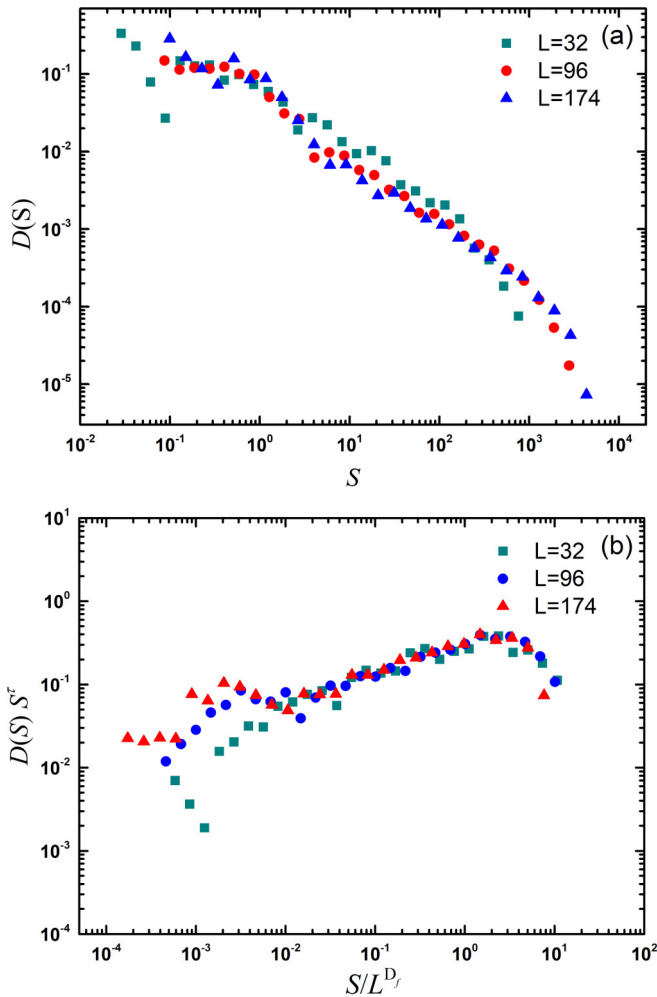 (a)
L=32
L=96
L=174
10⁻¹
10⁻²
10⁻³
10⁻⁴
10⁻⁵
D(S)
10⁻² 10⁻¹ 10⁰ 10¹ 10² 10³ 10⁴
S
(b)
L=32
L=96
L=174
10¹
10⁰
10⁻¹
10⁻²
10⁻³
10⁻⁴
D(S) S^τ
10⁻⁴ 10⁻³ 10⁻² 10⁻¹ 10⁰ 10¹ 10²
S/L^D_f